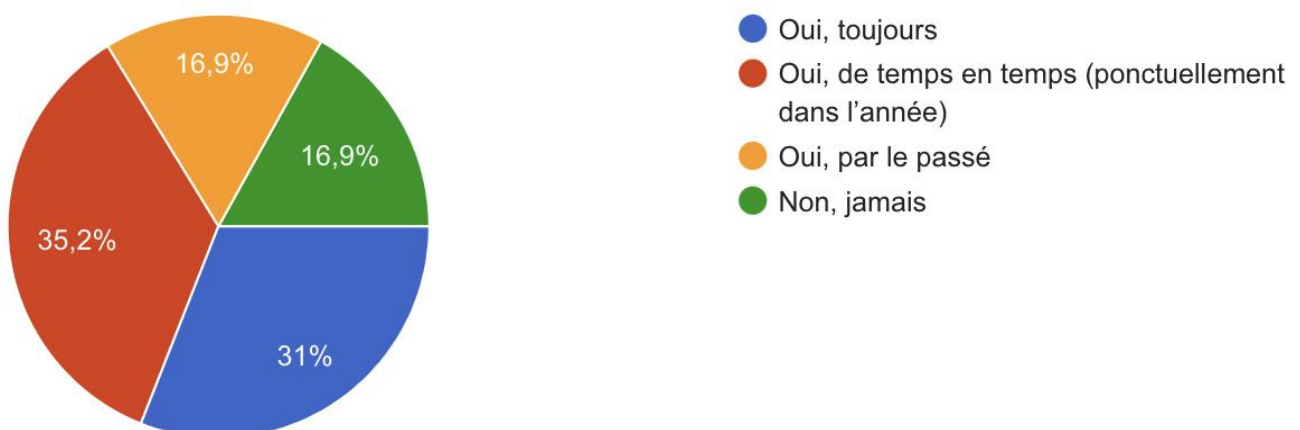 16,9%
16,9%
35,2%
31%
Oui, toujours
Oui, de temps en temps (ponctuellement
dans l’année)
Oui, par le passé
Non, jamais